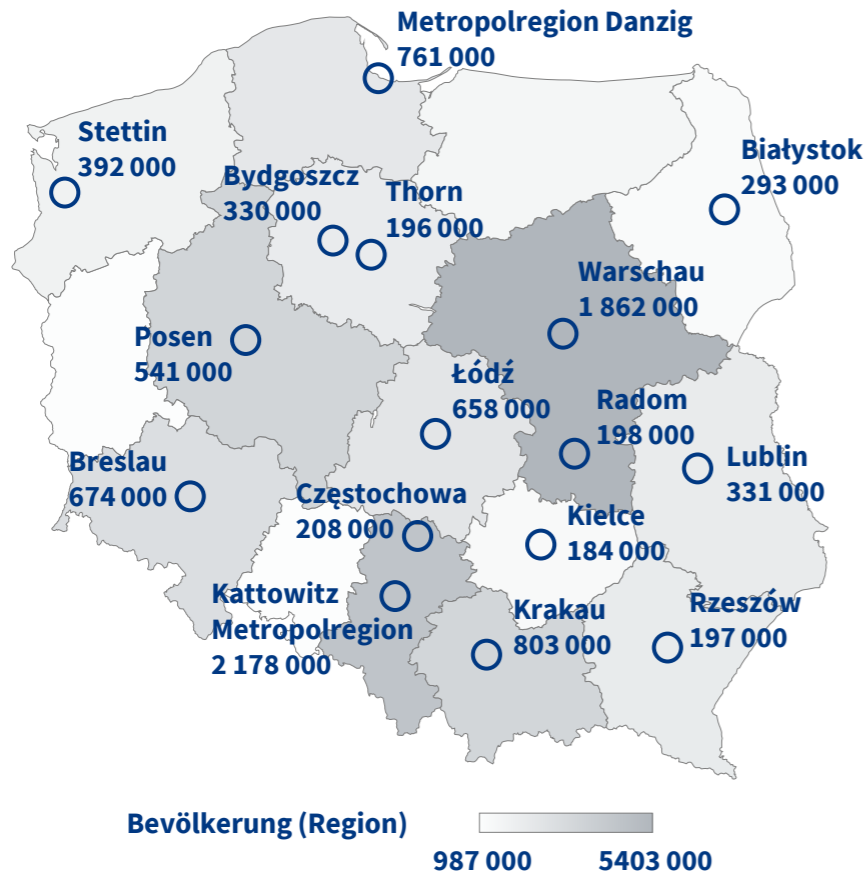 Metropolregion Danzig
761 000
Stettin
392 000
Białystok
293 000
Bydgoszcz
330 000
Thorn
196 000
Warschau
1 862 000
Posen
541 000
Łódź
658 000
Radom
198 000
Lublin
331 000
Breslau
674 000
Częstochowa
208 000
Kielce
184 000
Kattowitz
Metropolregion
2 178 000
Krakau
803 000
Rzeszów
197 000
Bevölkerung (Region)
987 000
5403 000